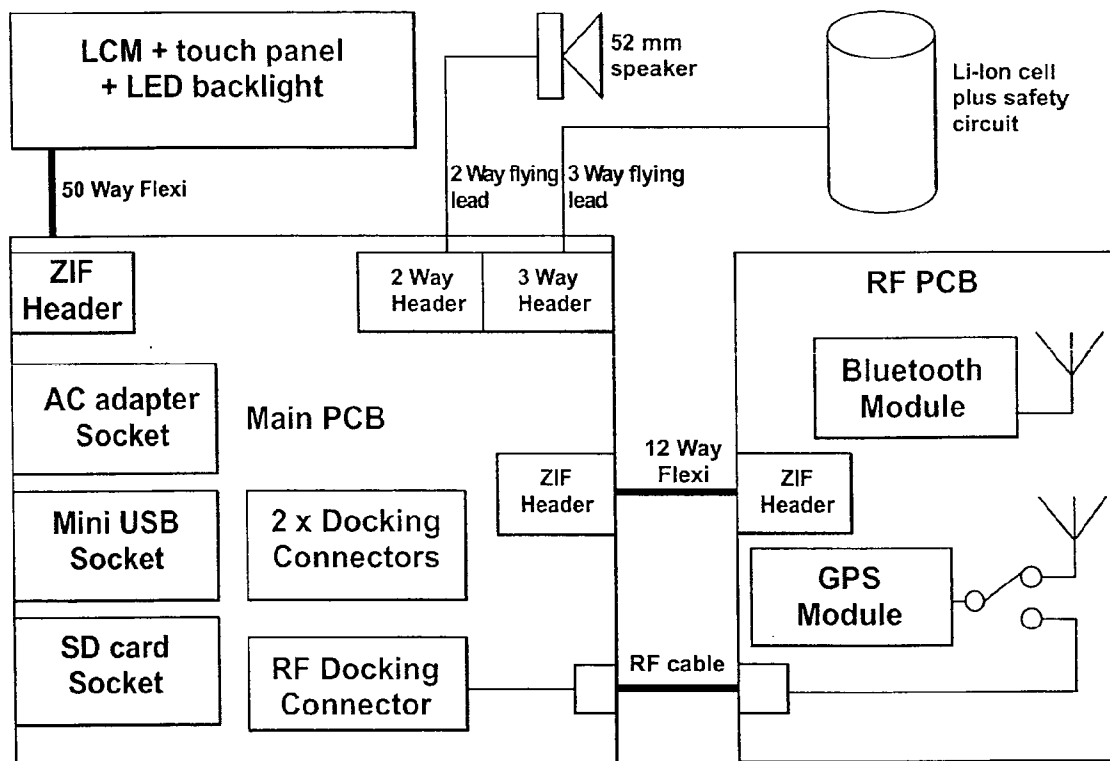 LCM + touch panel
+ LED backlight
52 mm
speaker
Li-Ion cell
plus safety
circuit
50 Way Flexi
2 Way flying
lead
3 Way flying
lead
ZIF
Header
2 Way
Header
3 Way
Header
RF PCB
Bluetooth
Module
AC adapter
Socket
Main PCB
12 Way
Flexi
ZIF
Header
ZIF
Header
Mini USB
Socket
2 x Docking
Connectors
GPS
Module
SD card
Socket
RF Docking
Connector
RF cable